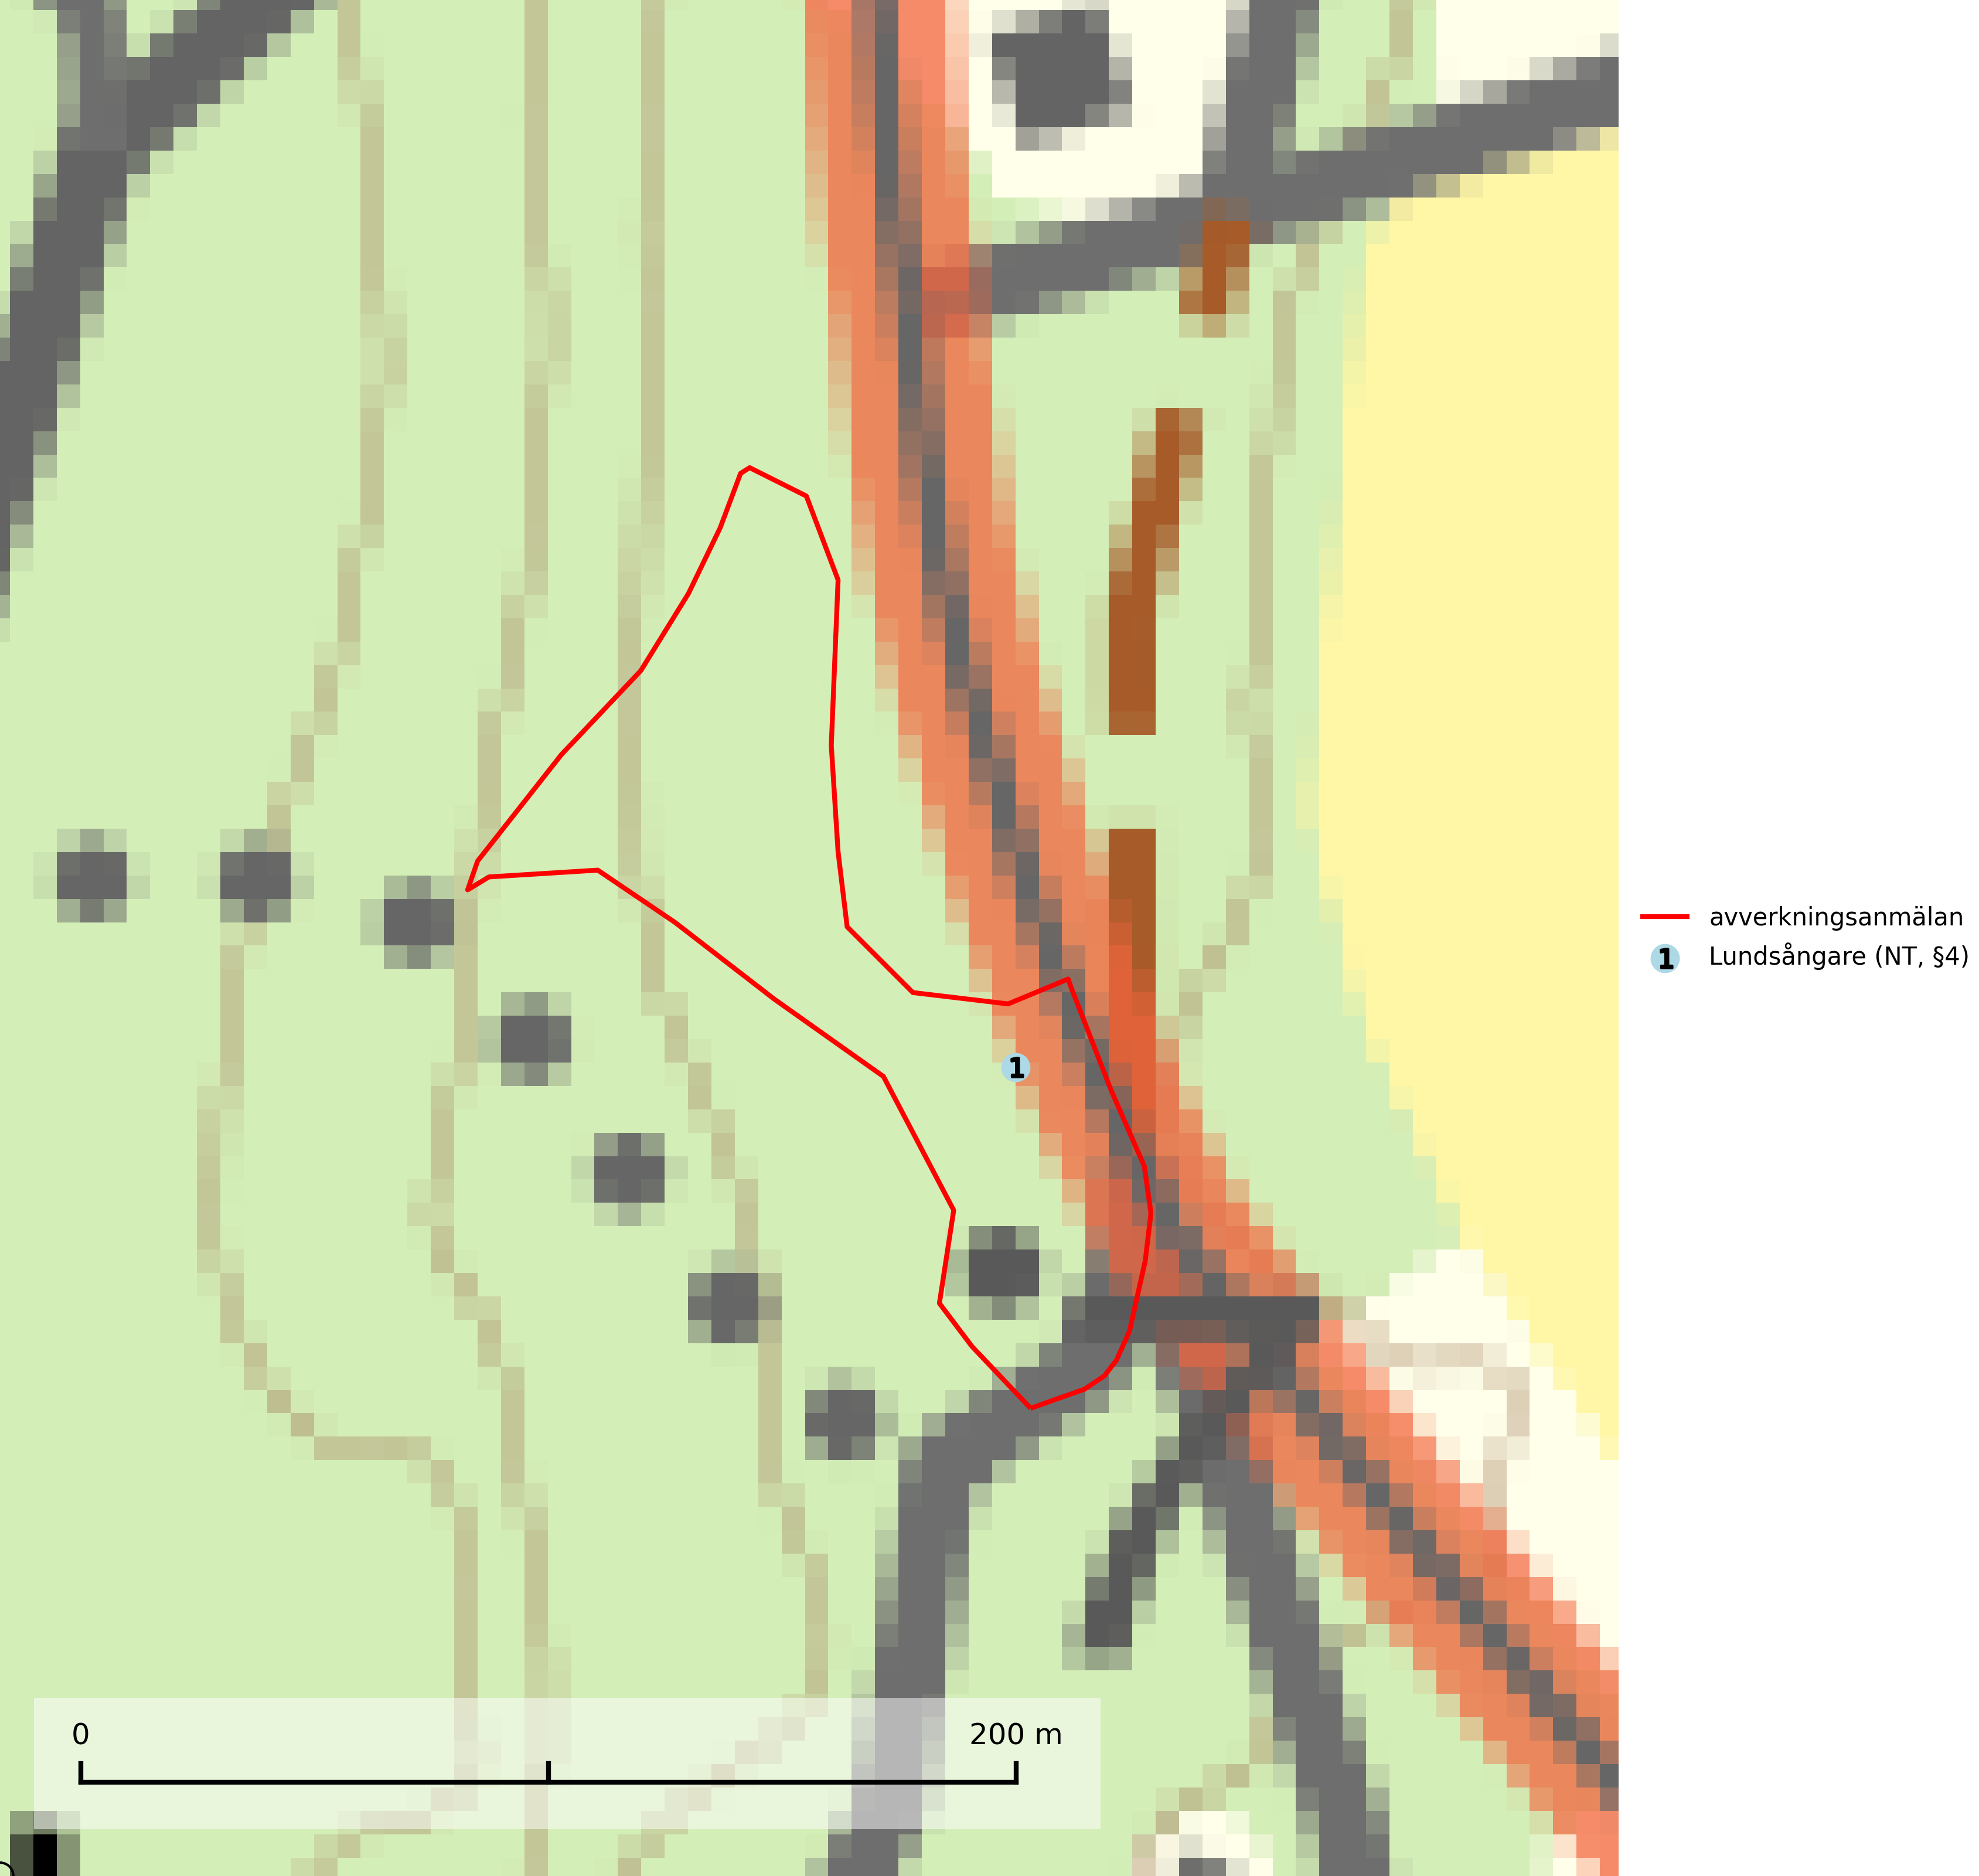 1
avverkningsanmälan
1 Lundsångare (NT, §4)
0 200 m